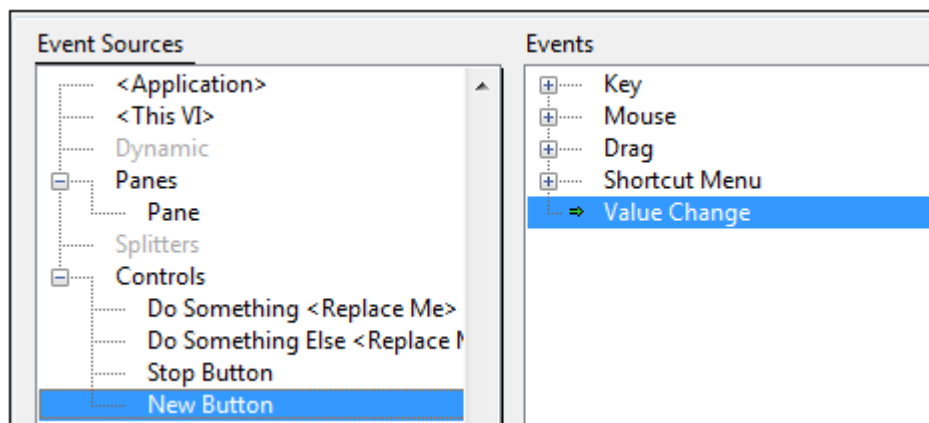 Event Sources
<Application>
<This VI>
Dynamic
Panes
Pane
Splitters
Controls
Do Something <Replace Me>
Do Something Else <Replace
Stop Button
New Button
Events
Key
Mouse
Drag
Shortcut Menu
Value Change